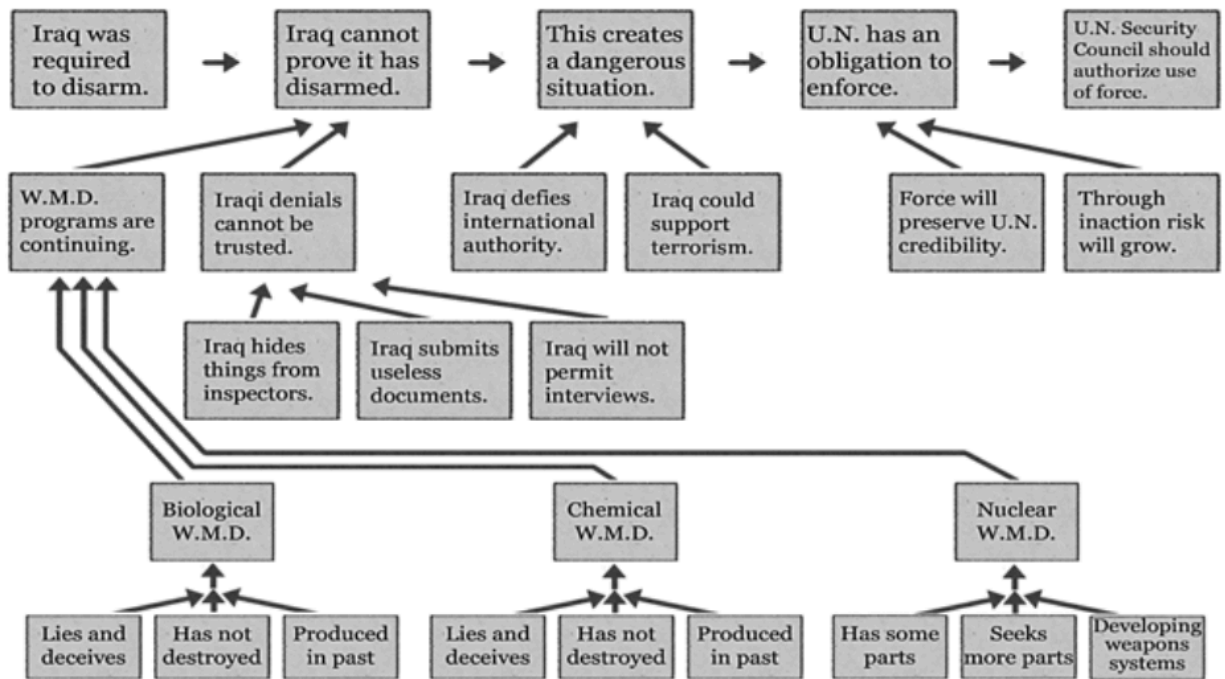 Iraq was
required
to disarm.
Iraq cannot
prove it has
disarmed.
This creates
a dangerous
situation.
U.N. has an
obligation to
enforce.
U.N. Security
Council should
authorize use
of force.
W.M.D.
programs are
continuing.
Iraqi denials
cannot be
trusted.
Iraq defies
international
authority.
Iraq could
support
terrorism.
Force will
preserve U.N.
credibility.
Through
inaction risk
will grow.
Iraq hides
things from
inspectors.
Iraq submits
useless
documents.
Iraq will not
permit
interviews.
Biological
W.M.D.
Chemical
W.M.D.
Nuclear
W.M.D.
Lies and
deceives
Has not
destroyed
Produced
in past
Lies and
deceives
Has not
destroyed
Produced
in past
Has some
parts
Seeks
more parts
Developing
weapons
systems